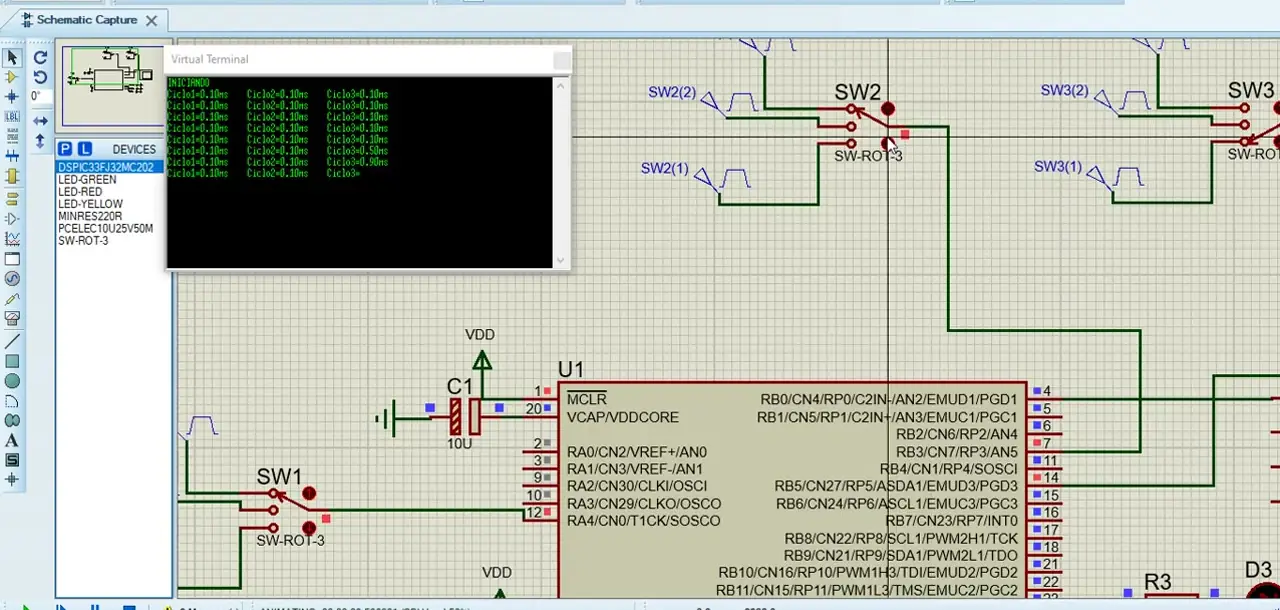 Schematic Capture
Virtual Terminal
INICIANDO
Ciclo1=0.10ms Ciclo2=0.10ms Ciclo3=0.10ms
Ciclo1=0.10ms Ciclo2=0.10ms Ciclo3=0.10ms
Ciclo1=0.10ms Ciclo2=0.10ms Ciclo3=0.10ms
Ciclo1=0.10ms Ciclo2=0.10ms Ciclo3=0.10ms
Ciclo1=0.10ms Ciclo2=0.10ms Ciclo3=0.10ms
Ciclo1=0.10ms Ciclo2=0.10ms Ciclo3=0.50ms
Ciclo1=0.10ms Ciclo2=0.10ms Ciclo3=0.90ms
Ciclo1=0.10ms Ciclo2=0.10ms Ciclo3=
0°
LBL
P L DEVICES
DSPIC33FJ32MC202
LED-GREEN
LED-RED
LED-YELLOW
MINRES220R
PCELEC10U25V50M
SW-ROT-3
A
S
SW2(2)
SW2
SW-ROT-3
SW2(1)
SW3(2)
SW3
SW-ROT
SW3(1)
VDD
C1
10U
SW1
SW-ROT-3
VDD
U1
1 MCLR
20 VCAP/VDDCORE
2 RA0/CN2/VREF+/AN0
3 RA1/CN3/VREF-/AN1
9 RA2/CN30/CLKI/OSCI
10 RA3/CN29/CLKO/OSCO
12 RA4/CN0/T1CK/SOSCO
RB0/CN4/RP0/C2IN-/AN2/EMUD1/PGD1 4
RB1/CN5/RP1/C2IN+/AN3/EMUC1/PGC1 5
RB2/CN6/RP2/AN4 6
RB3/CN7/RP3/AN5 7
RB4/CN1/RP4/SOSCI 11
RB5/CN27/RP5/ASDA1/EMUD3/PGD3 14
RB6/CN24/RP6/ASCL1/EMUC3/PGC3 15
RB7/CN23/RP7/INT0 16
RB8/CN22/RP8/SCL1/PWM2H1/TCK 17
RB9/CN21/RP9/SDA1/PWM2L1/TDO 18
RB10/CN16/RP10/PWM1H3/TDI/EMUD2/PGD2 21
RB11/CN15/RP11/PWM1L3/TMS/EMUC2/PGC2 22
R3
D3